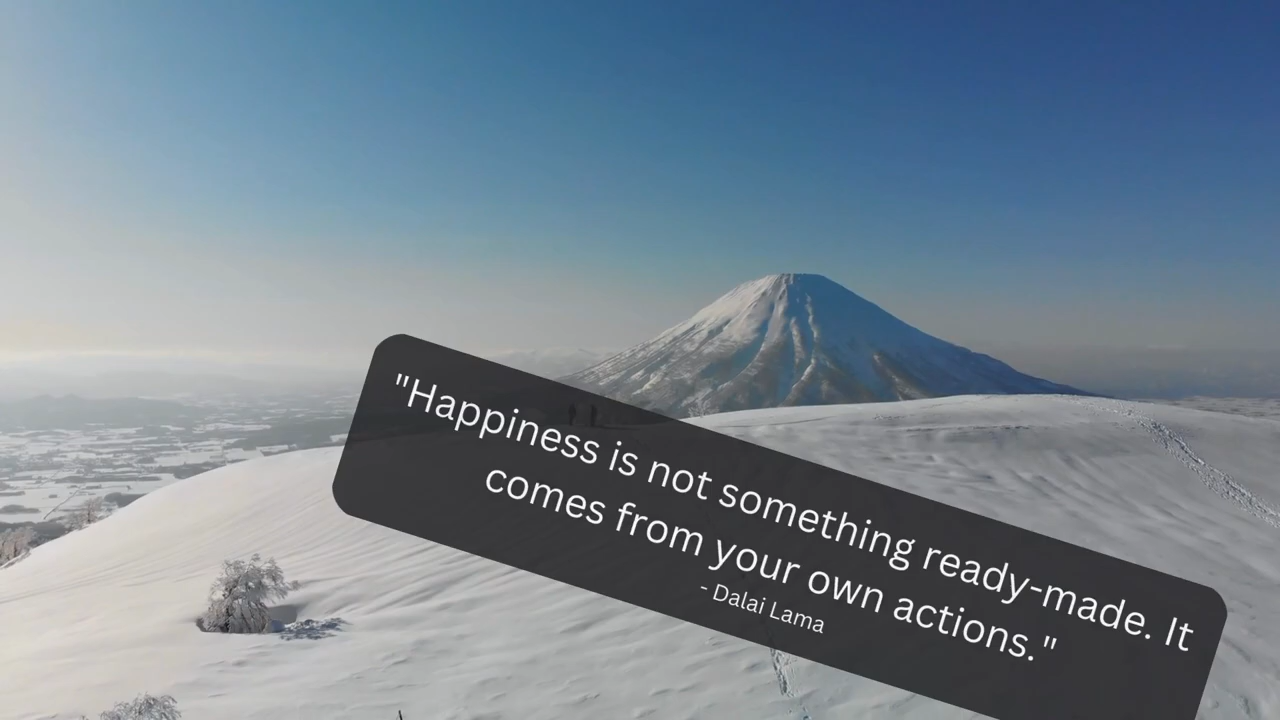 "Happiness is not something ready-made. It
comes from your own actions."
- Dalai Lama